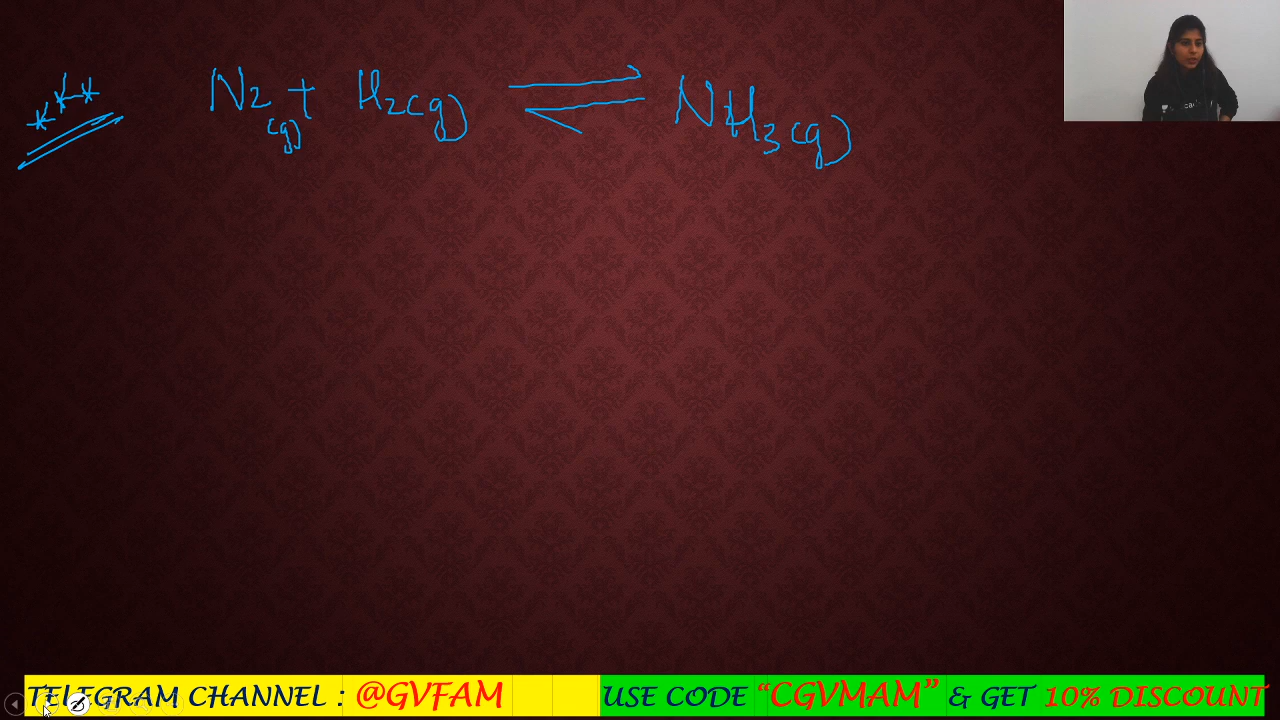 *** N2(g) + H2(g) ⇌ NH3(g)
TELEGRAM CHANNEL : @GVFAM
USE CODE “CGVMAM” & GET 10% DISCOUNT